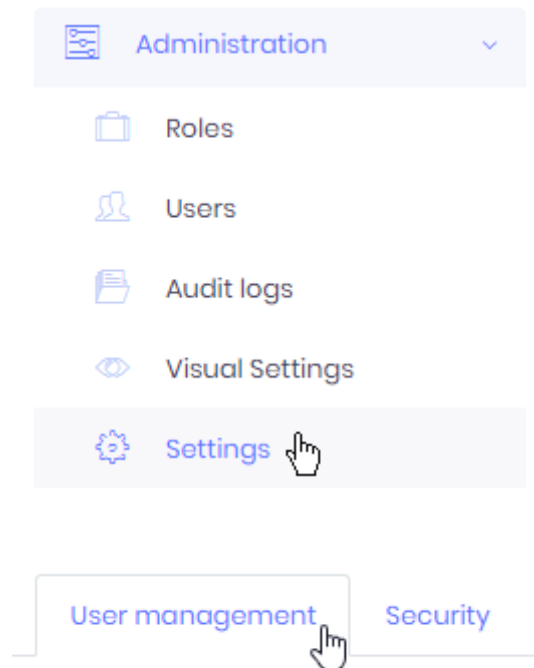 Administration
Roles
Users
Audit logs
Visual Settings
Settings
User management Security